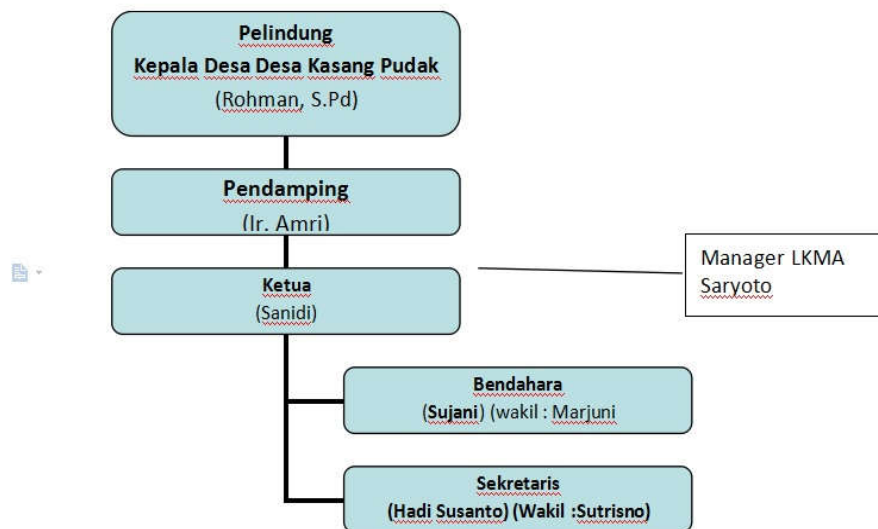 Pelindung
Kepala Desa Desa Kasang Pudak
(Rohman, S.Pd)
Pendamping
(Ir. Amri)
Manager LKMA
Saryoto
Ketua
(Sanidi)
Bendahara
(Sujani) (wakil : Marjuni
Sekretaris
(Hadi Susanto) (Wakil :Sutrisno)